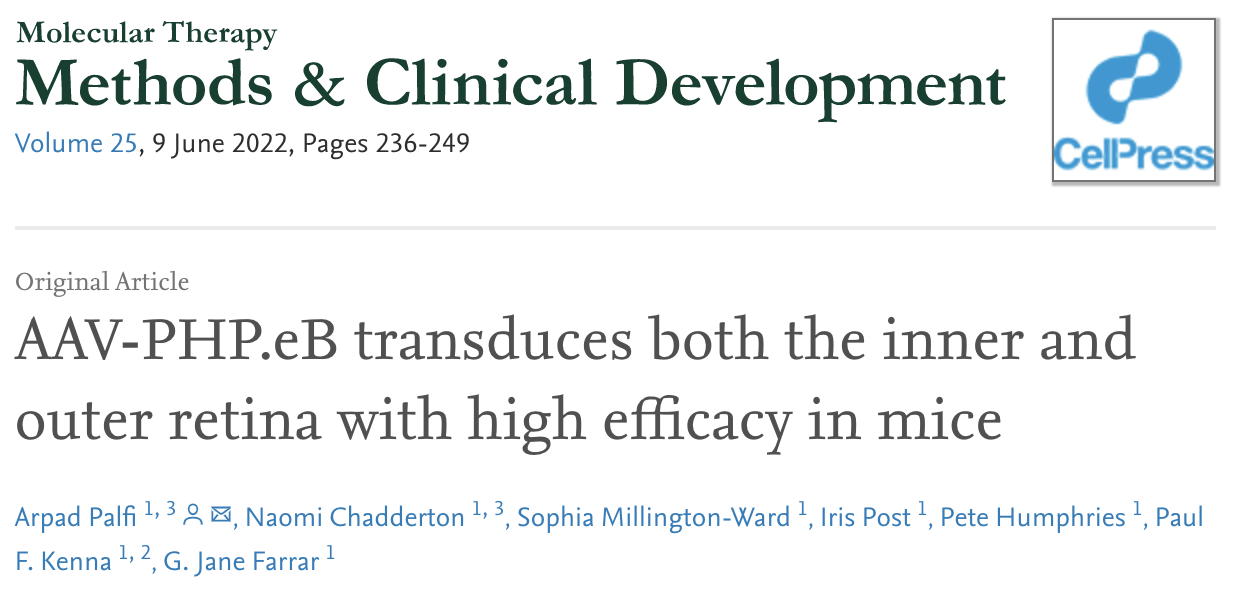 Molecular Therapy
Methods & Clinical Development
Volume 25, 9 June 2022, Pages 236-249
CellPress
Original Article
AAV-PHP.eB transduces both the inner and
outer retina with high efficacy in mice
Arpad Palfi 1, 3, Naomi Chadderton 1, 3, Sophia Millington-Ward 1, Iris Post 1, Pete Humphries 1, Paul
F. Kenna 1, 2, G. Jane Farrar 1